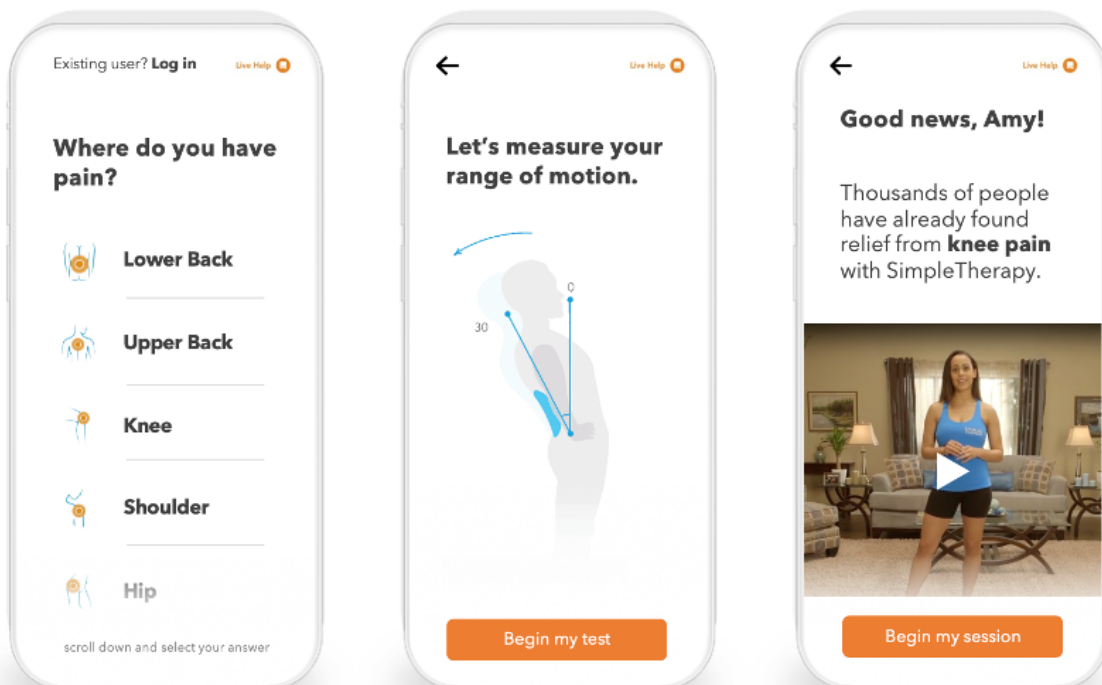 Existing user? Log in
Live Help
Where do you have
pain?
Lower Back
Upper Back
Knee
Shoulder
Hip
scroll down and select your answer
Live Help
Let's measure your
range of motion.
0
30
Begin my test
Live Help
Good news, Amy!
Thousands of people
have already found
relief from knee pain
with SimpleTherapy.
Begin my session